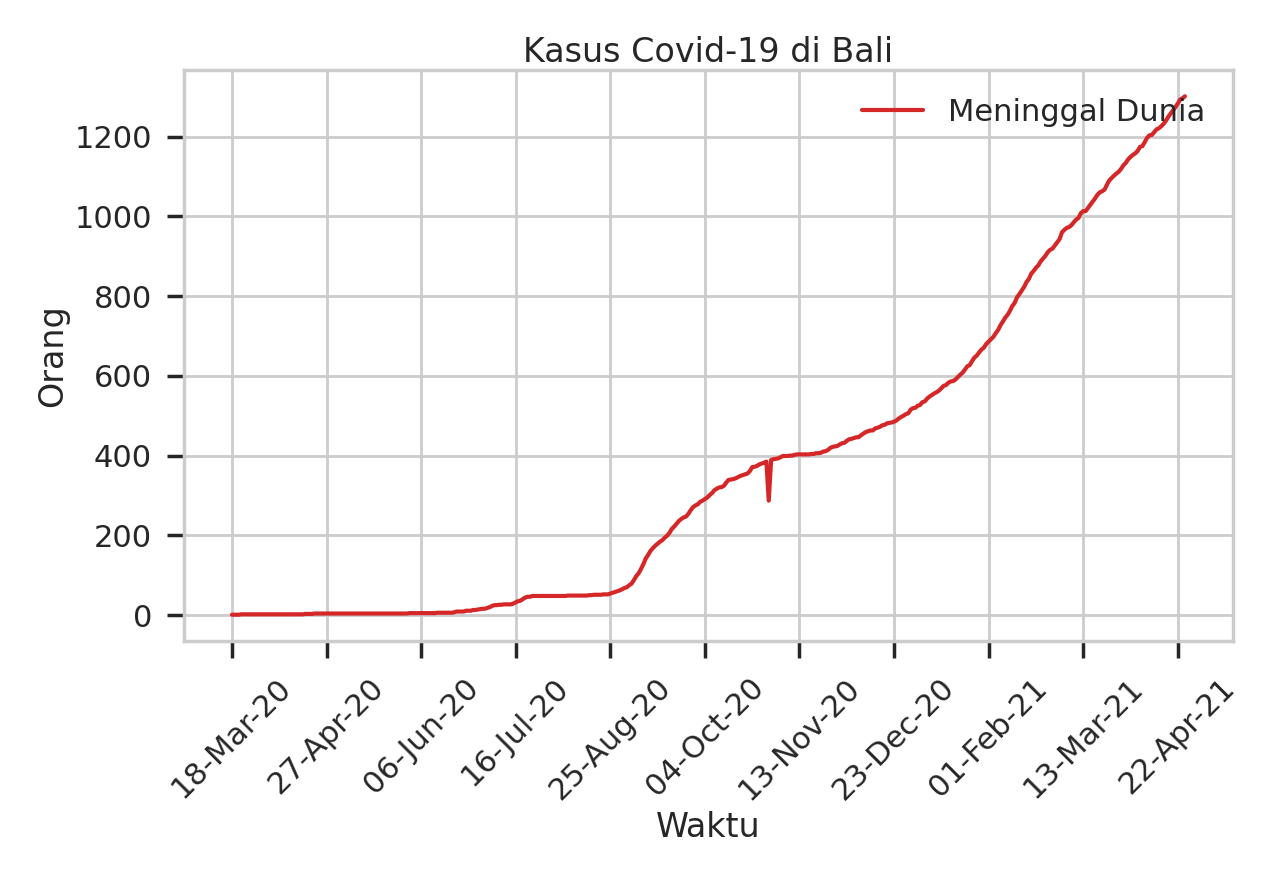 Kasus Covid-19 di Bali
Meninggal Dunia
Orang
1200
1000
800
600
400
200
0
18-Mar-20
27-Apr-20
06-Jun-20
16-Jul-20
25-Aug-20
04-Oct-20
13-Nov-20
23-Dec-20
01-Feb-21
13-Mar-21
22-Apr-21
Waktu